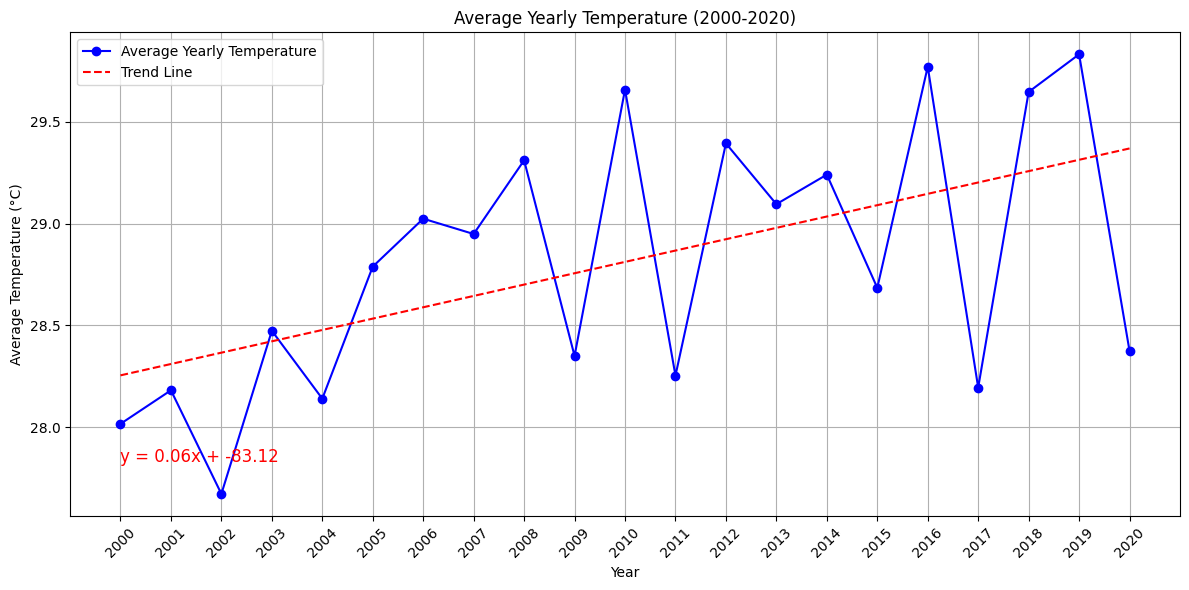 Average Yearly Temperature (2000-2020)
Average Yearly Temperature
Trend Line
Average Temperature (°C)
29.5
29.0
28.5
28.0
y = 0.06x + -83.12
2000 2001 2002 2003 2004 2005 2006 2007 2008 2009 2010 2011 2012 2013 2014 2015 2016 2017 2018 2019 2020
Year